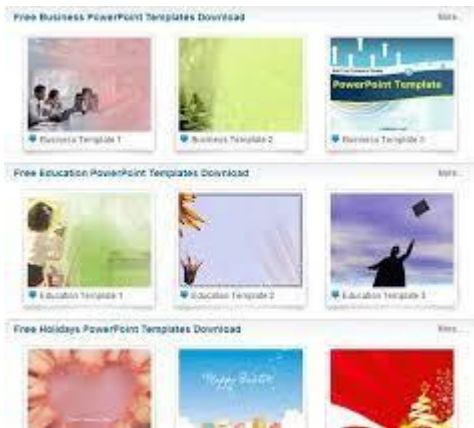 Free Business PowerPoint Templates Download More...
PowerPoint Template
Business Template 1 Business Template 2 Business Template 3
Free Education PowerPoint Templates Download More...
Education Template 1 Education Template 2 Education Template 3
Free Holidays PowerPoint Templates Download More...
Happy Easter